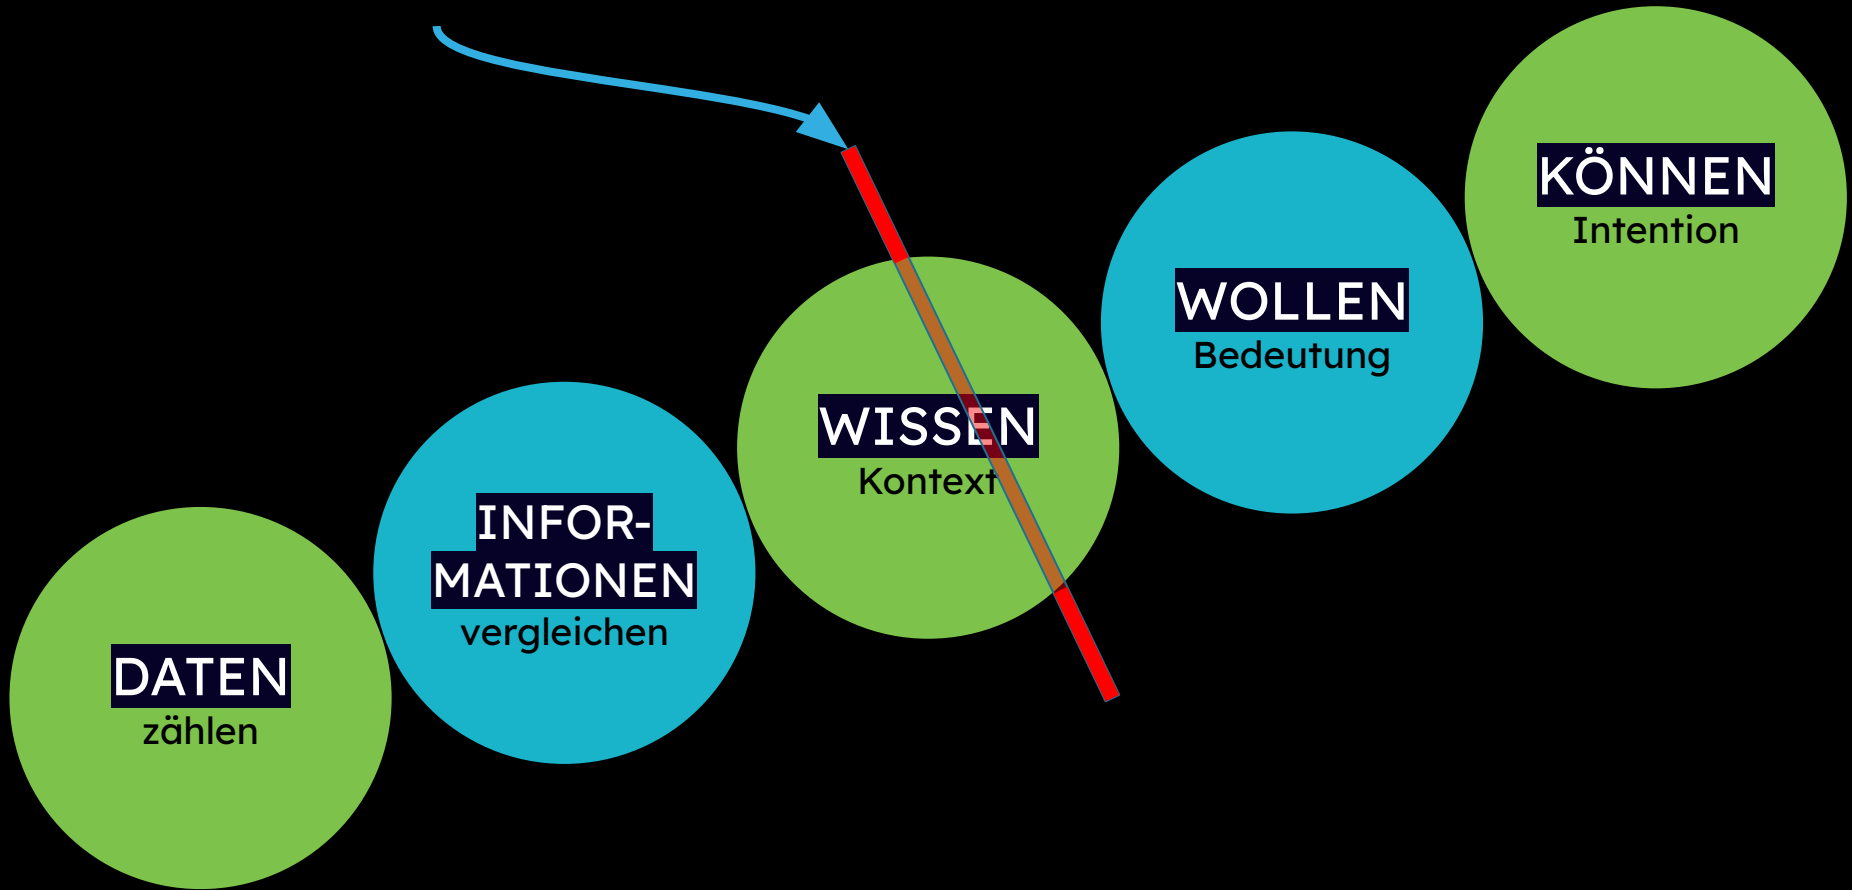 DATEN
zählen
INFOR-
MATIONEN
vergleichen
WISSEN
Kontext
WOLLEN
Bedeutung
KÖNNEN
Intention